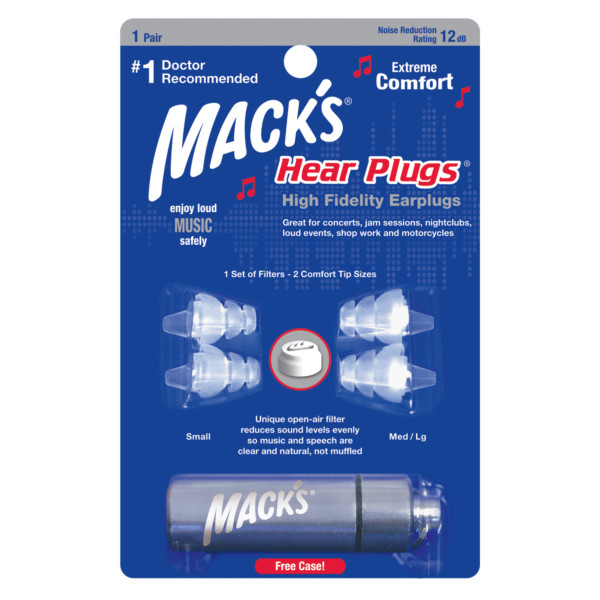 1 Pair
Noise Reduction
Rating 12 dB
#1 Doctor
Recommended
Extreme
Comfort
MACK'S®
Hear Plugs®
High Fidelity Earplugs
enjoy loud
MUSIC
safely
Great for concerts, jam sessions, nightclubs,
loud events, shop work and motorcycles
1 Set of Filters - 2 Comfort Tip Sizes
Unique open-air filter
reduces sound levels evenly
so music and speech are
clear and natural, not muffled
Small
Med / Lg
MACK'S®
Free Case!